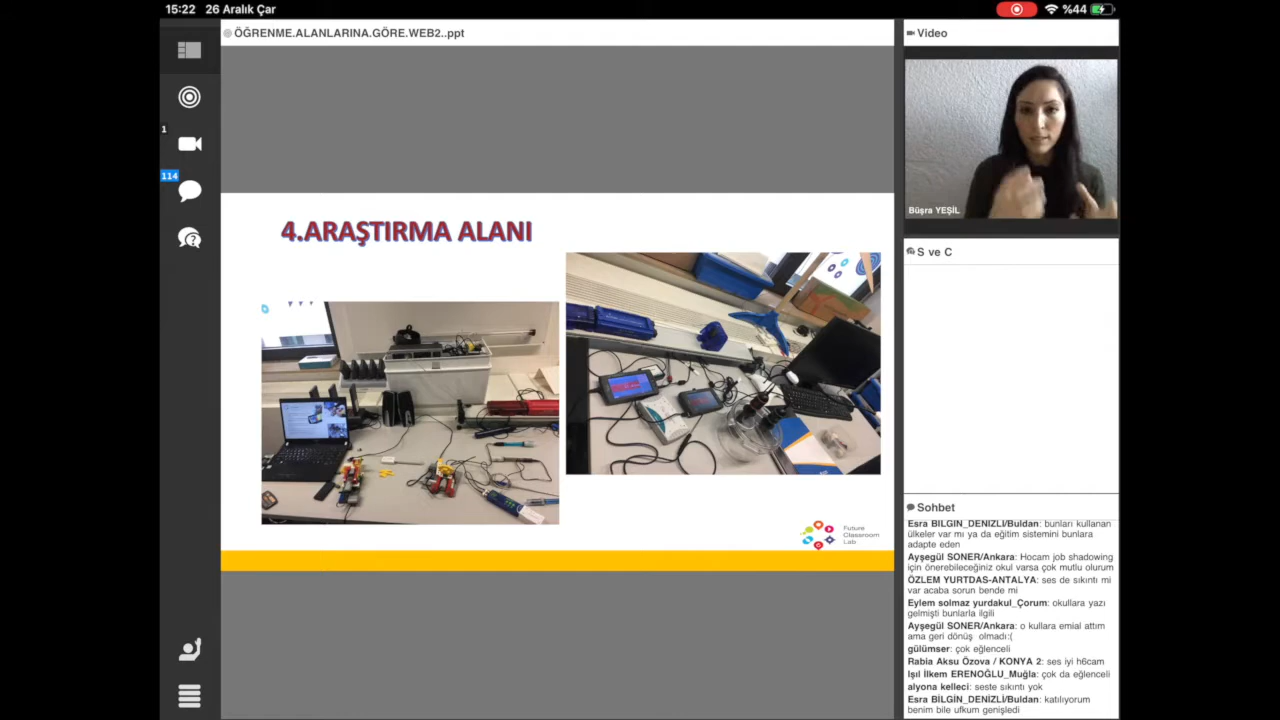 15:22 26 Aralık Çar
%44
ÖĞRENME.ALANLARINA.GÖRE.WEB2..ppt
1
114
4.ARAŞTIRMA ALANI
Future
Classroom
Lab
Video
Büşra YEŞİL
S ve C
Sohbet
Esra BİLGİN_DENİZLİ/Buldan: bunları kullanan
ülkeler var mı ya da eğitim sistemini bunlara
adapte eden
Ayşegül SONER/Ankara: Hocam job shadowing
için önerebileceğiniz okul varsa çok mutlu olurum
ÖZLEM YURTDAS-ANTALYA: ses de sıkıntı mi
var acaba sorun bende mi
Eylem solmaz yurdakul_Çorum: okullara yazı
gelmişti bunlarla ilgili
Ayşegül SONER/Ankara: o kullara emial attım
ama geri dönüş olmadı:(
gülümser: çok eğlenceli
Rabia Aksu Özova / KONYA 2: ses iyi h6cam
Işıl İlkem ERENOĞLU_Muğla: çok da eğlenceli
alyona kelleci: seste sıkıntı yok
Esra BİLGİN_DENİZLİ/Buldan: katılıyorum
benim bile ufkum genişledi